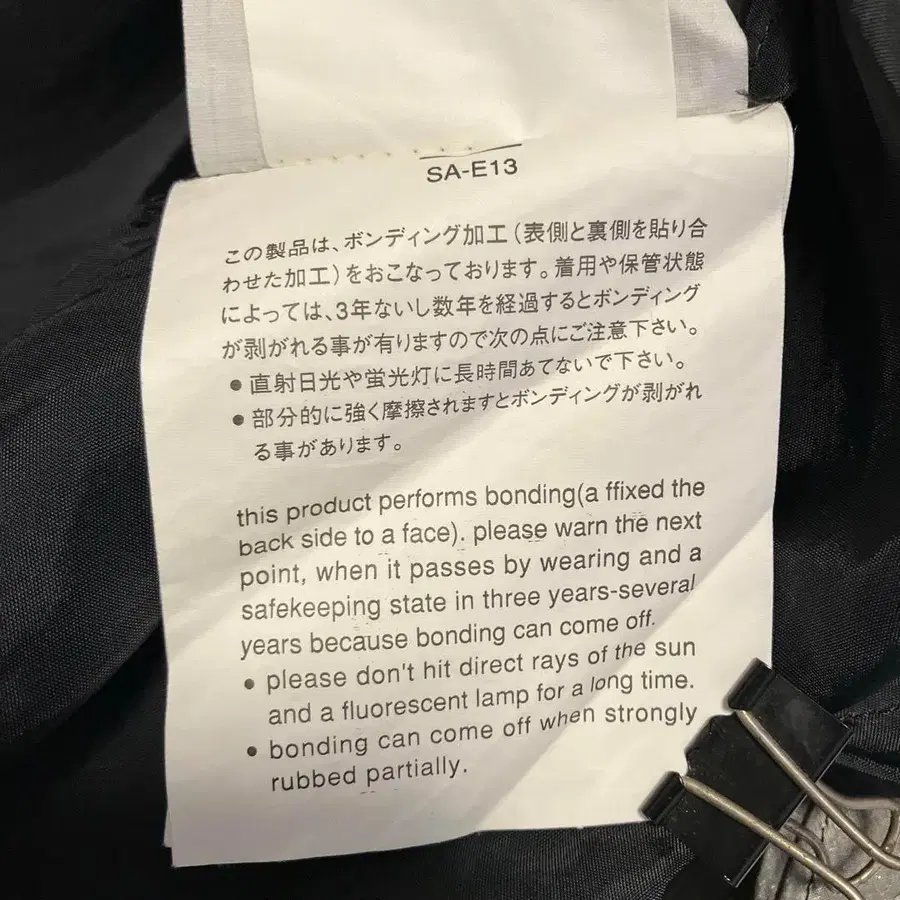 SA-E13
この製品は、ボンディング加工(表側と裏側を貼り合
わせた加工)をおこなっております。着用や保管状態
によっては、3年ないし数年を経過するとボンディング
が剥がれる事が有りますので次の点にご注意下さい。
●直射日光や蛍光灯に長時間あてないで下さい。
●部分的に強く摩擦されますとボンディングが剥がれ
る事があります。
this product performs bonding(a ffixed the
back side to a face). please warn the next
point, when it passes by wearing and a
safekeeping state in three years-several
years because bonding can come off.
● please don't hit direct rays of the sun
and a fluorescent lamp for a long time.
● bonding can come off when strongly
rubbed partially.